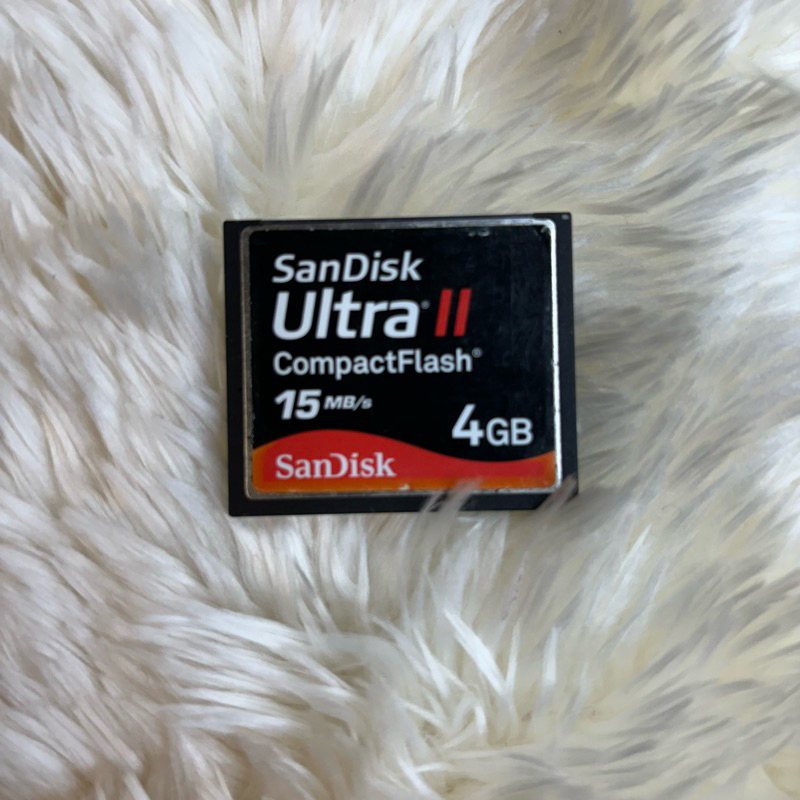 SanDisk
Ultra® II
CompactFlash®
15 MB/s
4GB
SanDisk